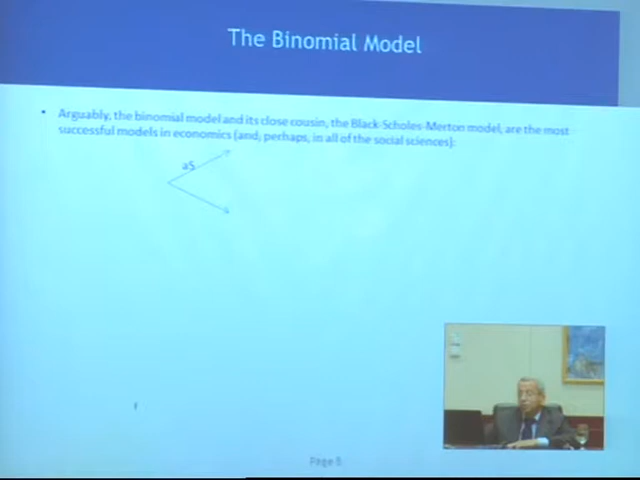 The Binomial Model
• Arguably, the binomial model and its close cousin, the Black-Scholes-Merton model, are the most
successful models in economics (and, perhaps, in all of the social sciences):
aS
Page 5